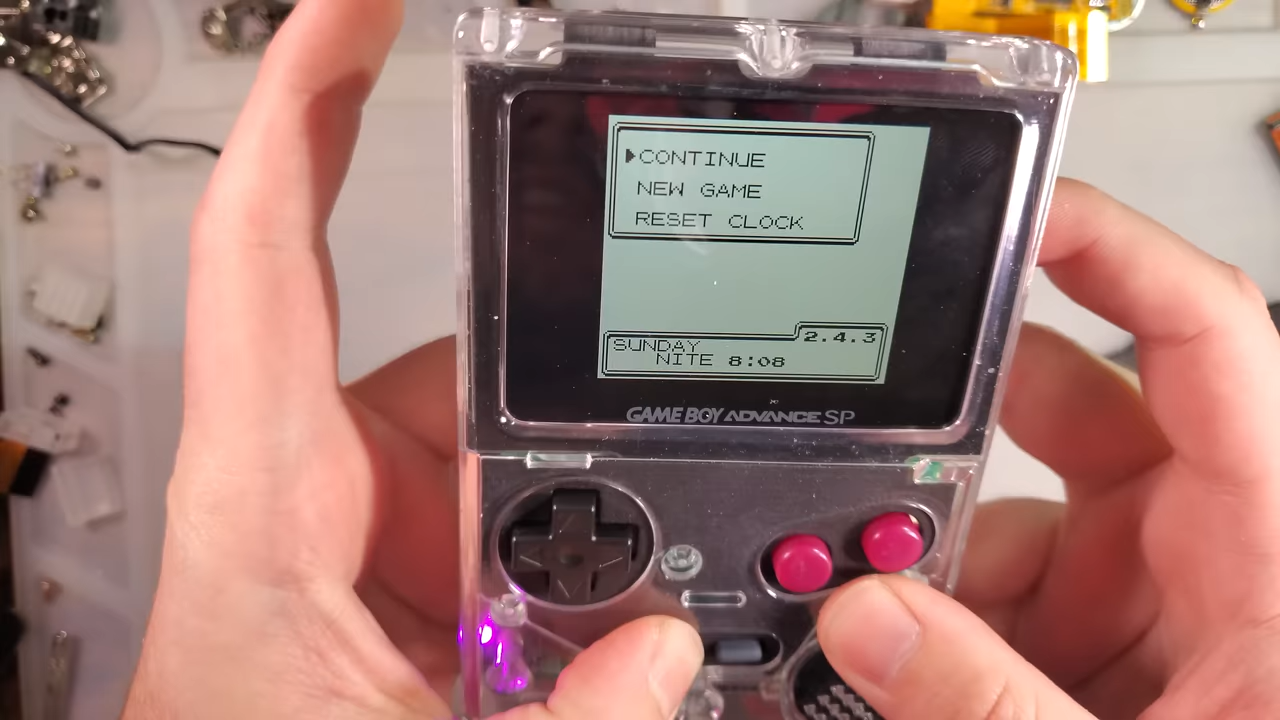 CONTINUE
NEW GAME
RESET CLOCK
2.4.3
SUNDAY
NITE 8:08
GAME BOY ADVANCE SP